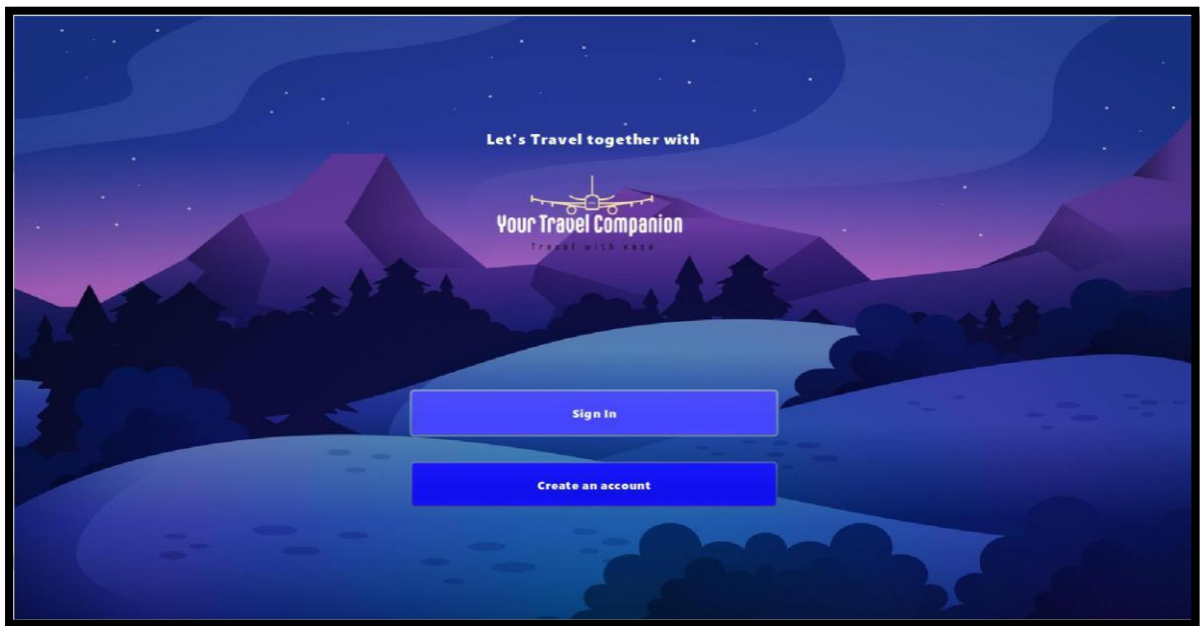 Let's Travel together with
Your Travel Companion
Travel with ease
Sign In
Create an account